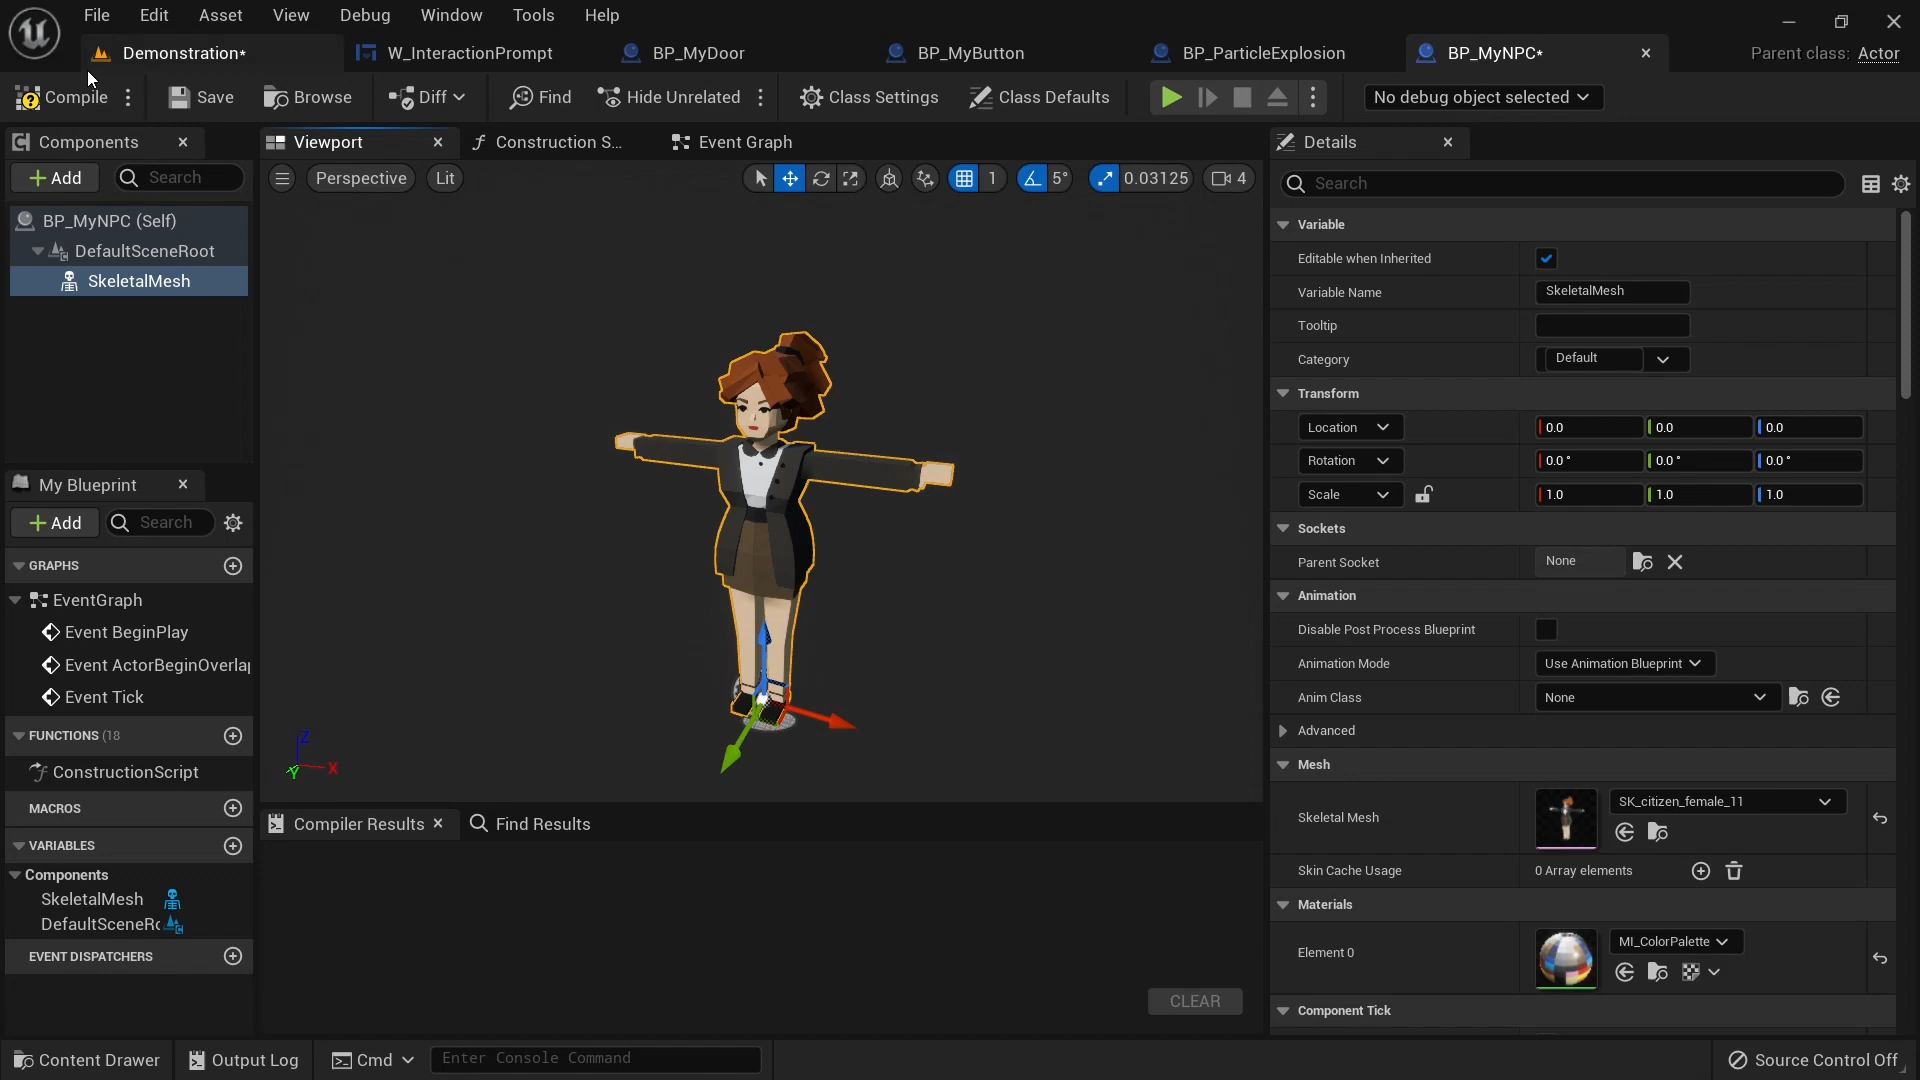 File Edit Asset View Debug Window Tools Help
Demonstration* W_InteractionPrompt BP_MyDoor BP_MyButton BP_ParticleExplosion BP_MyNPC* Parent class: Actor
Compile Save Browse Diff Find Hide Unrelated Class Settings Class Defaults No debug object selected
Components
Add Search
BP_MyNPC (Self)
DefaultSceneRoot
SkeletalMesh
My Blueprint
Add Search
GRAPHS
EventGraph
Event BeginPlay
Event ActorBeginOverlap
Event Tick
FUNCTIONS (18
ConstructionScript
MACROS
VARIABLES
Components
SkeletalMesh
DefaultSceneRo
EVENT DISPATCHERS
Viewport Construction S... Event Graph
Perspective Lit 1 5° 0.03125 4
Z
Y X
Compiler Results Find Results
CLEAR
Details
Search
Variable
Editable when Inherited
Variable Name SkeletalMesh
Tooltip
Category Default
Transform
Location 0.0 0.0 0.0
Rotation 0.0° 0.0° 0.0°
Scale 1.0 1.0 1.0
Sockets
Parent Socket None
Animation
Disable Post Process Blueprint
Animation Mode Use Animation Blueprint
Anim Class None
Advanced
Mesh
Skeletal Mesh SK_citizen_female_11
Skin Cache Usage 0 Array elements
Materials
Element 0 MI_ColorPalette
Component Tick
Content Drawer Output Log Cmd Enter Console Command Source Control Off